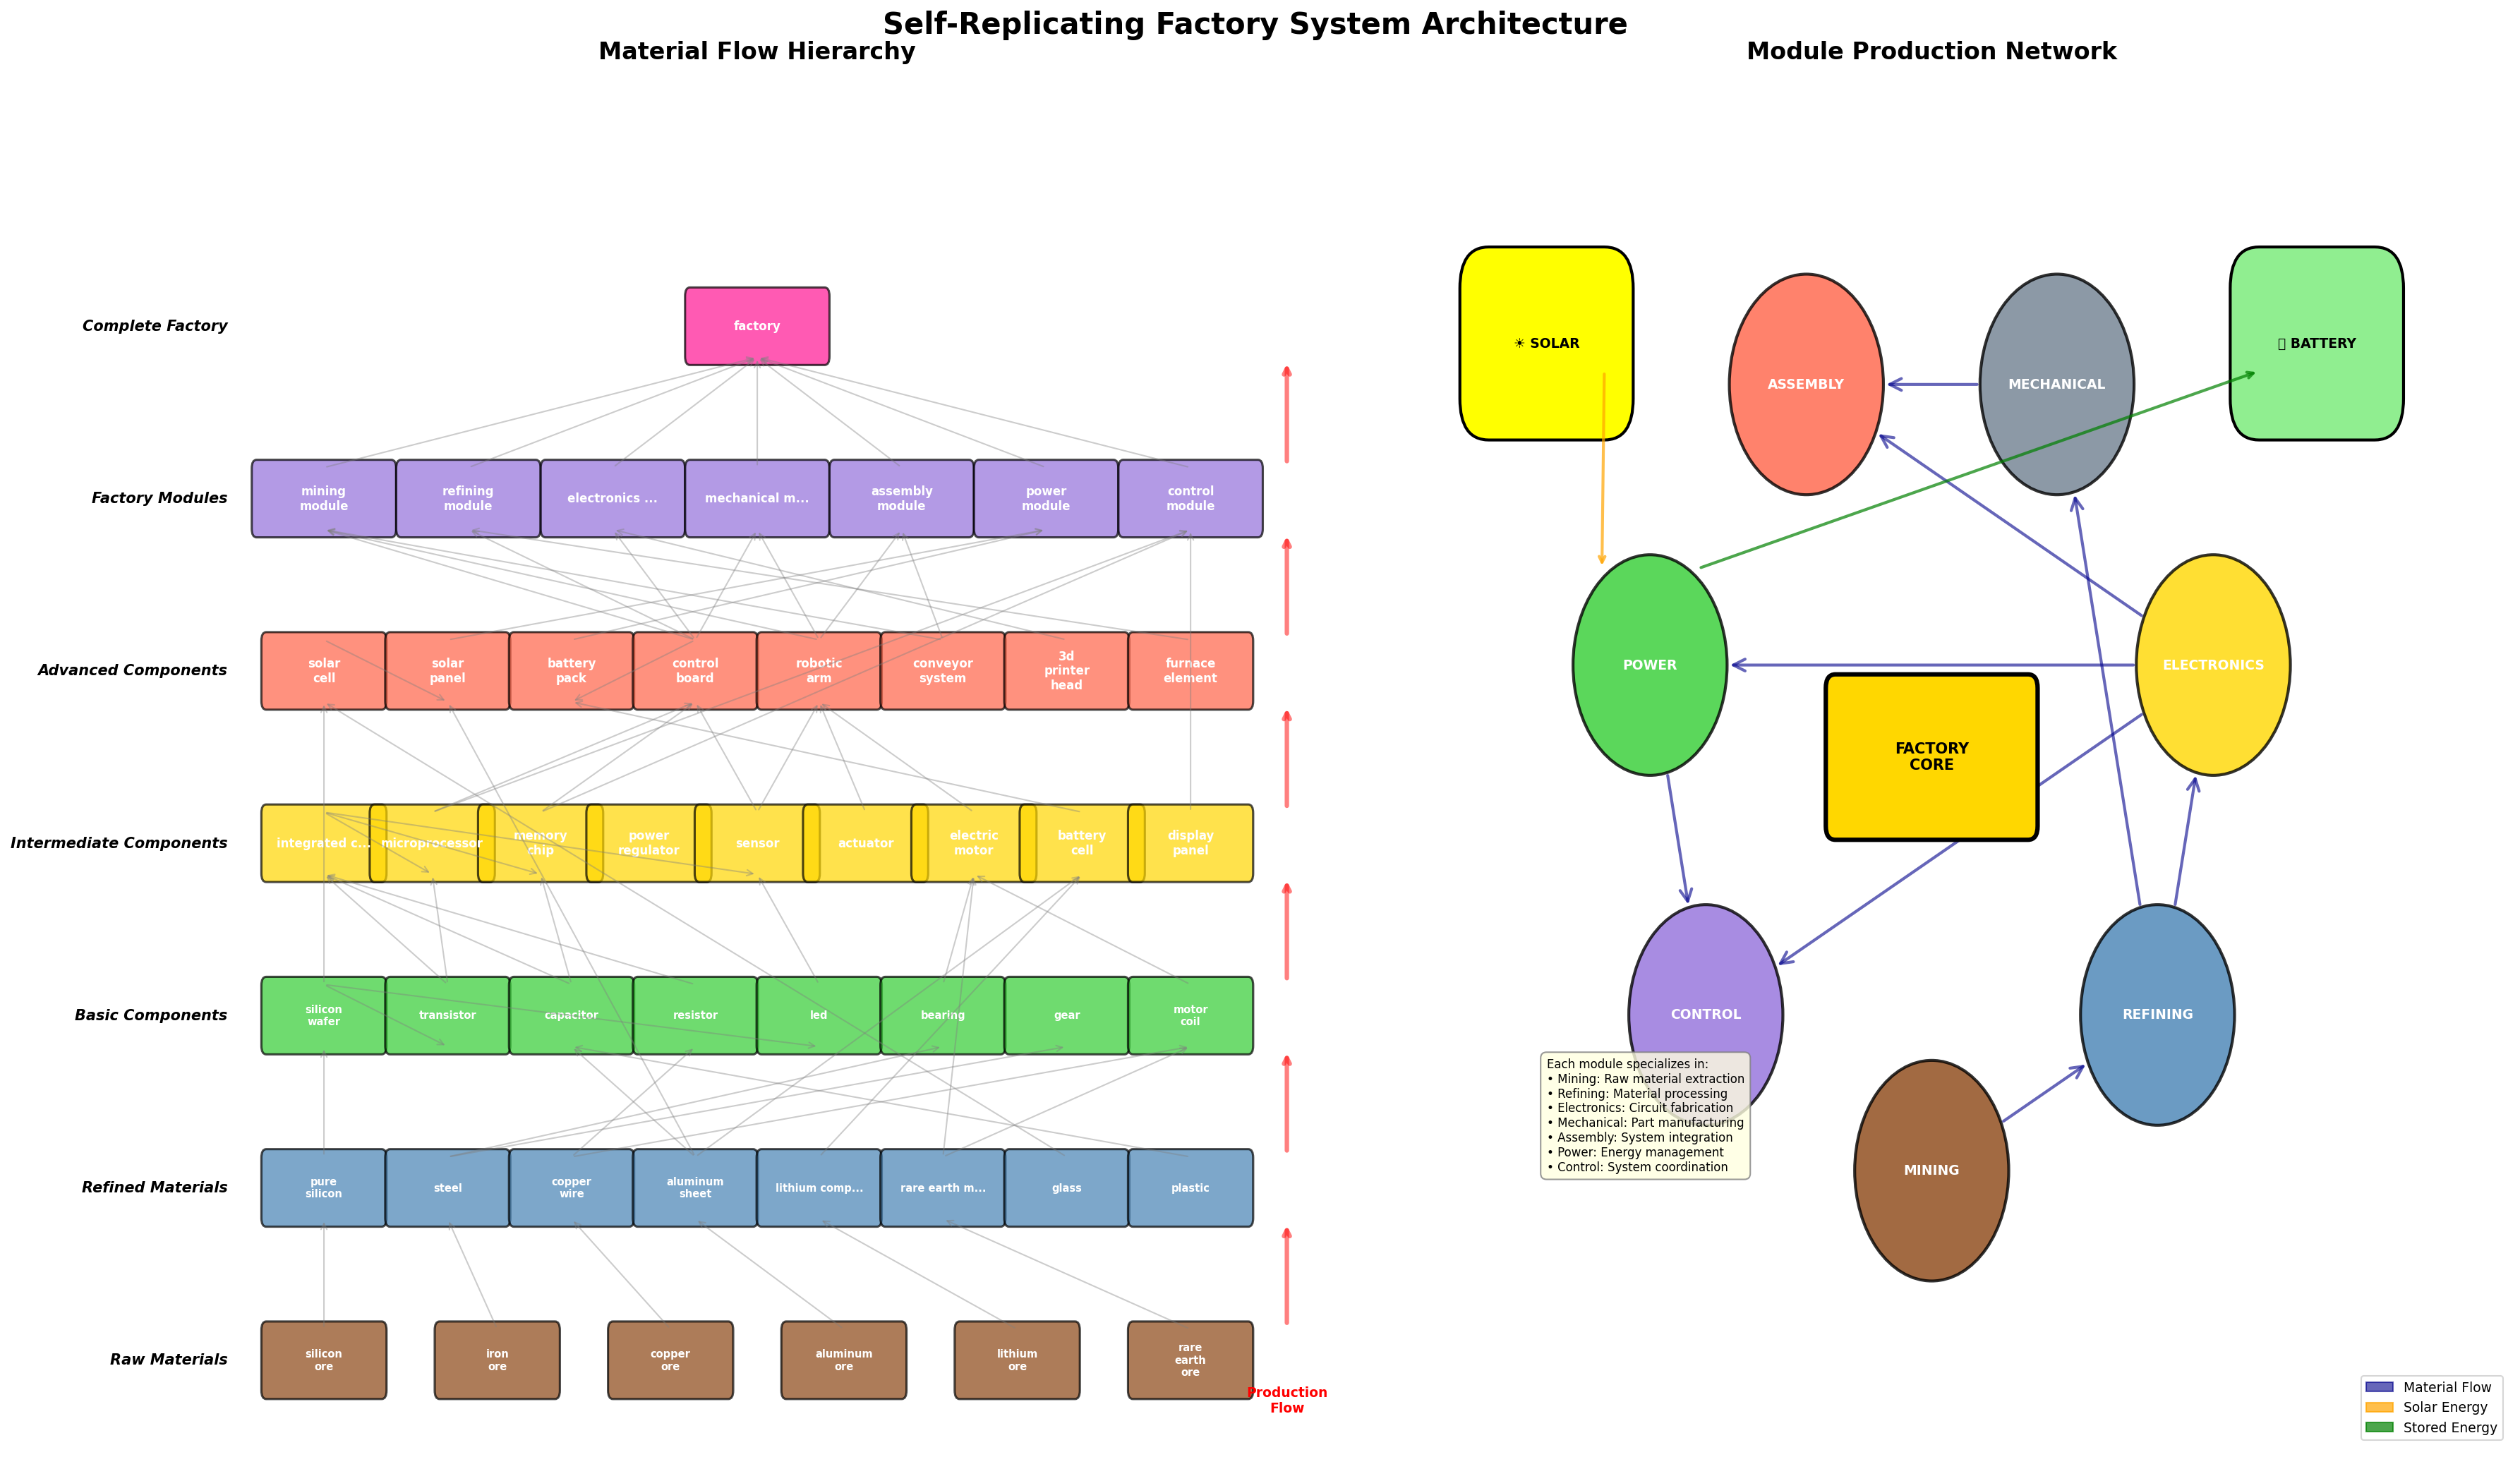 Self-Replicating Factory System Architecture
Material Flow Hierarchy
Complete Factory
factory
Factory Modules
mining
module
refining
module
electronics ...
mechanical m...
assembly
module
power
module
control
module
Advanced Components
solar
cell
solar
panel
battery
pack
control
board
robotic
arm
conveyor
system
3d
printer
head
furnace
element
Intermediate Components
integrated c...
microprocessor
memory
chip
power
regulator
sensor
actuator
electric
motor
battery
cell
display
panel
Basic Components
silicon
wafer
transistor
capacitor
resistor
led
bearing
gear
motor
coil
Refined Materials
pure
silicon
steel
copper
wire
aluminum
sheet
lithium comp...
rare earth m...
glass
plastic
Raw Materials
silicon
ore
iron
ore
copper
ore
aluminum
ore
lithium
ore
rare
earth
ore
Production
Flow
Module Production Network
☀ SOLAR
ASSEMBLY
MECHANICAL
BATTERY
POWER
ELECTRONICS
FACTORY
CORE
CONTROL
REFINING
MINING
Each module specializes in:
• Mining: Raw material extraction
• Refining: Material processing
• Electronics: Circuit fabrication
• Mechanical: Part manufacturing
• Assembly: System integration
• Power: Energy management
• Control: System coordination
Material Flow
Solar Energy
Stored Energy